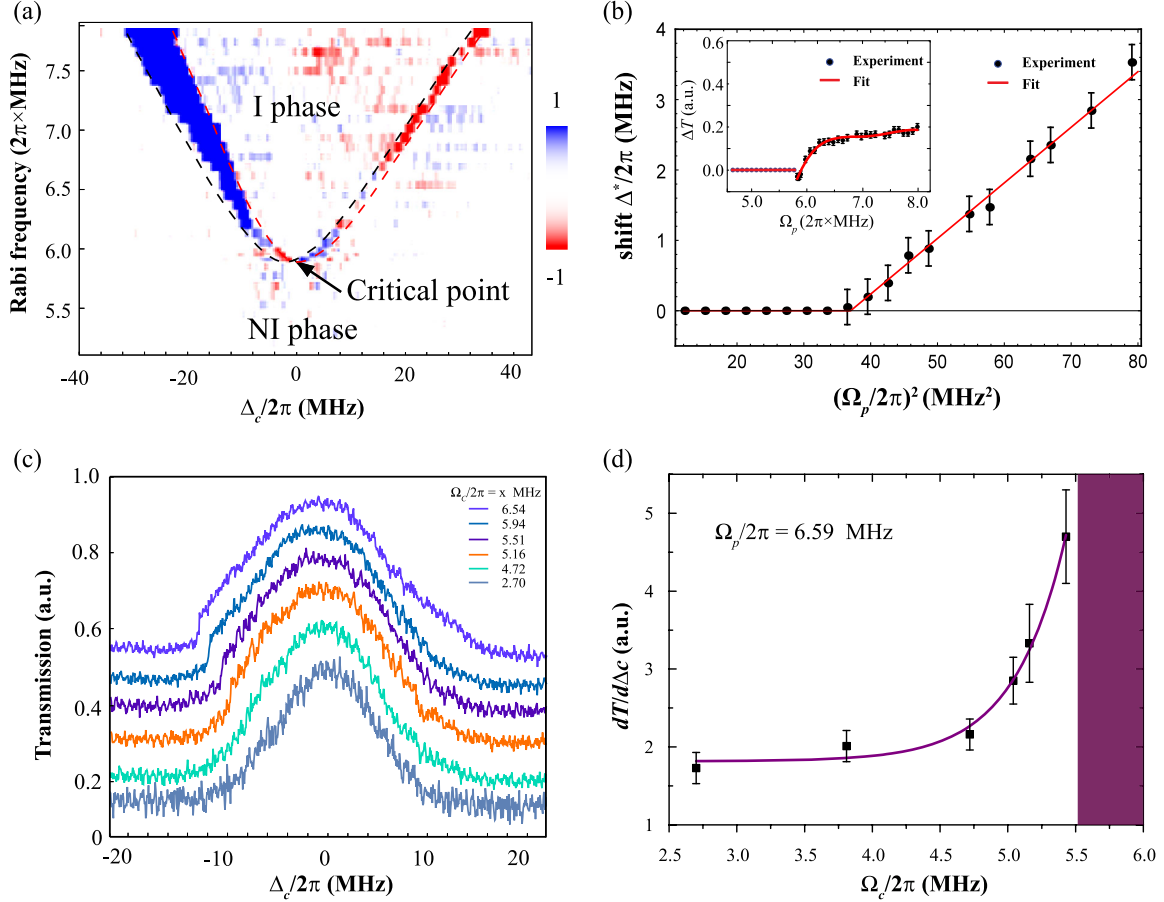 (a)
Rabi frequency (2π×MHz)
7.5
7.0
6.5
6.0
5.5
I phase
NI phase
Critical point
1
-1
-40
-20
0
20
40
Δc/2π (MHz)
(b)
shift Δ*/2π (MHz)
4
3
2
1
0
Experiment
Fit
0.6
0.4
0.2
0.0
ΔT (a.u.)
Experiment
Fit
5.0
6.0
7.0
8.0
Ωp (2π×MHz)
20
30
40
50
60
70
80
(Ωp/2π)² (MHz²)
(c)
Transmission (a.u.)
1.0
0.8
0.6
0.4
0.2
0
ΩC/2π = x MHz
6.54
5.94
5.51
5.16
4.72
2.70
-20
-10
0
10
20
Δc/2π (MHz)
(d)
dT/dΔc (a.u.)
5
4
3
2
1
Ωp/2π = 6.59 MHz
2.5
3.0
3.5
4.0
4.5
5.0
5.5
6.0
Ωc/2π (MHz)